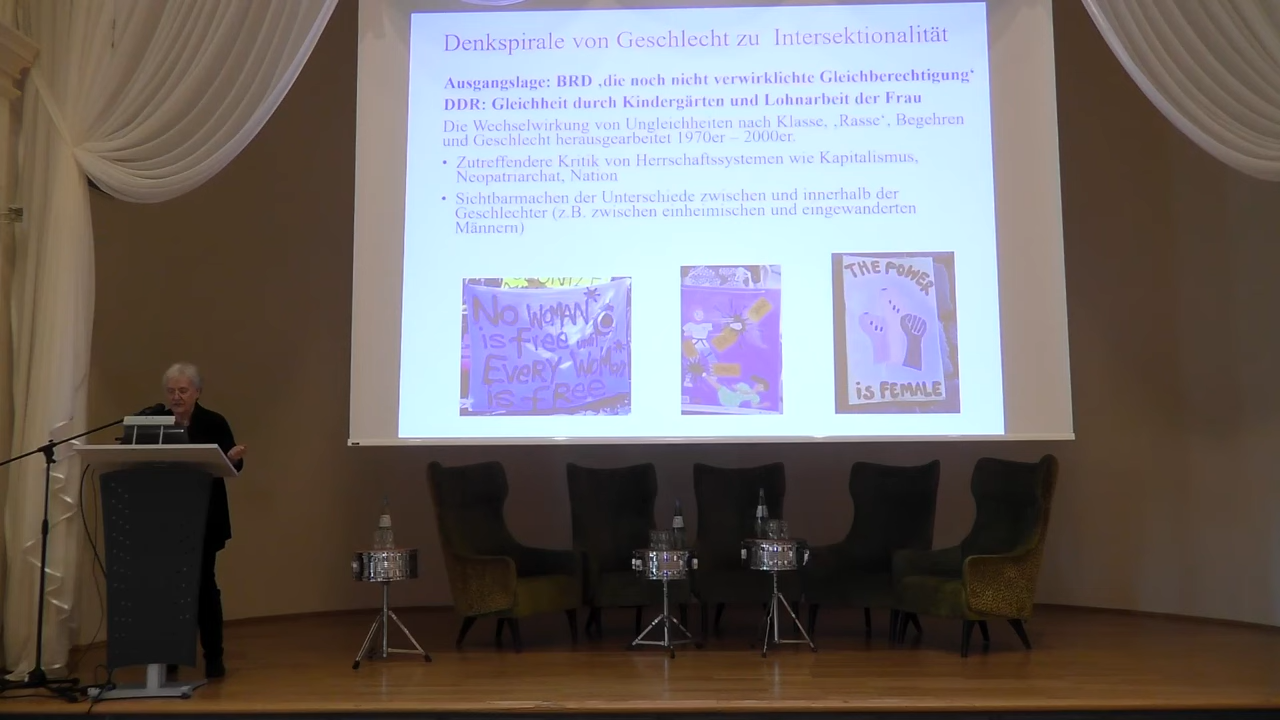 Denkspirale von Geschlecht zu Intersektionalität
Ausgangslage: BRD ‚die noch nicht verwirklichte Gleichberechtigung‘
DDR: Gleichheit durch Kindergärten und Lohnarbeit der Frau
Die Wechselwirkung von Ungleichheiten nach Klasse, ‚Rasse‘, Begehren
und Geschlecht herausgearbeitet 1970er – 2000er.
• Zutreffendere Kritik von Herrschaftssystemen wie Kapitalismus,
Neopatriarchat, Nation
• Sichtbarmachen der Unterschiede zwischen und innerhalb der
Geschlechter (z.B. zwischen einheimischen und eingewanderten
Männern)
No WOMAN
is FREE
EVERY WOMAN
IS FREE
THE POWER
is FEMALE